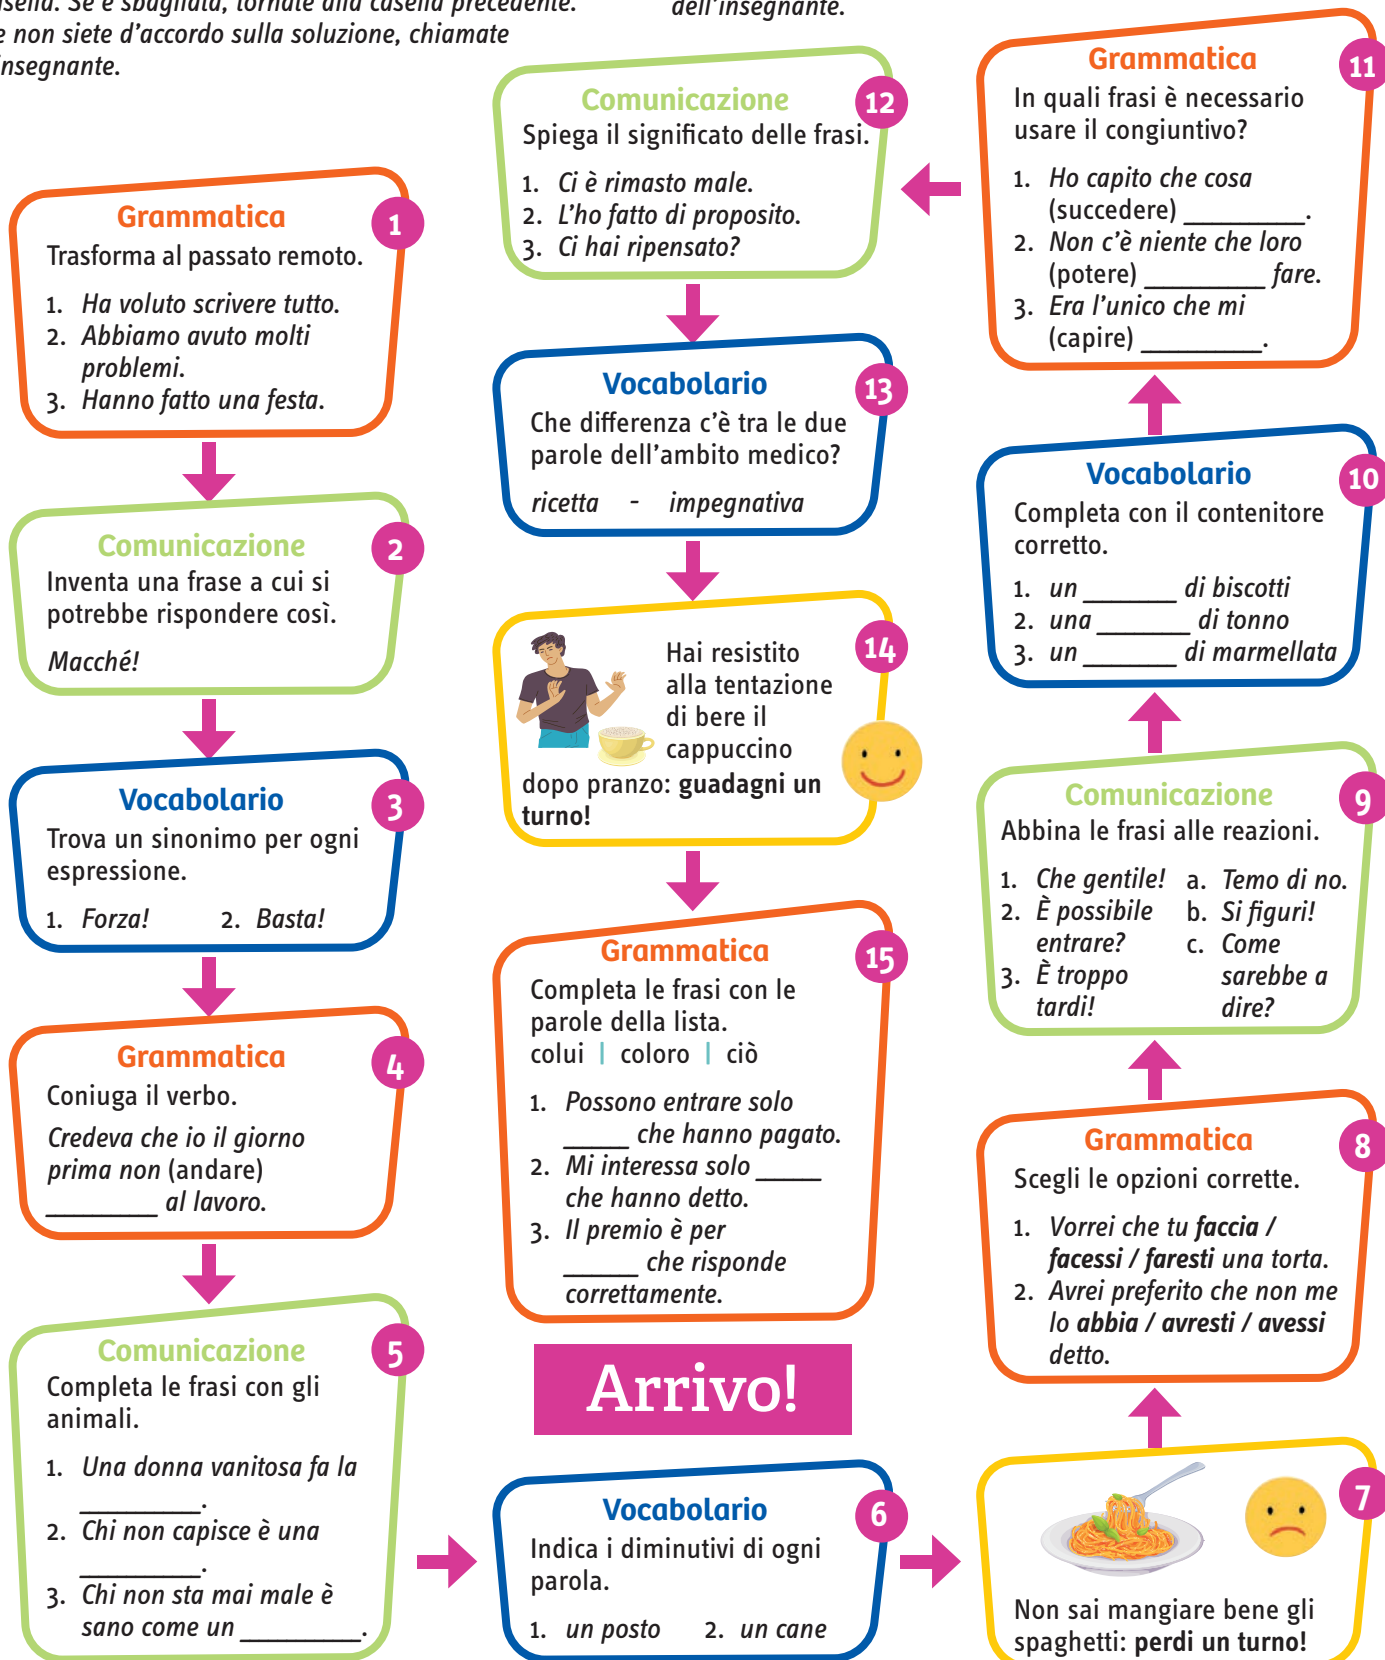 casella. Se è sbagliata, tornate alla casella precedente.
e non siete d'accordo sulla soluzione, chiamate
insegnante.
dell'insegnante.
Grammatica
1
Trasforma al passato remoto.
1. Ha voluto scrivere tutto.
2. Abbiamo avuto molti
problemi.
3. Hanno fatto una festa.
Comunicazione
2
Inventa una frase a cui si
potrebbe rispondere così.
Macché!
Vocabolario
3
Trova un sinonimo per ogni
espressione.
1. Forza! 2. Basta!
Grammatica
4
Coniuga il verbo.
Credeva che io il giorno
prima non (andare)
__________ al lavoro.
Comunicazione
5
Completa le frasi con gli
animali.
1. Una donna vanitosa fa la
__________.
2. Chi non capisce è una
__________.
3. Chi non sta mai male è
sano come un __________.
Vocabolario
6
Indica i diminutivi di ogni
parola.
1. un posto 2. un cane
7
Non sai mangiare bene gli
spaghetti: perdi un turno!
Grammatica
8
Scegli le opzioni corrette.
1. Vorrei che tu faccia /
facessi / faresti una torta.
2. Avrei preferito che non me
lo abbia / avresti / avessi
detto.
Comunicazione
9
Abbina le frasi alle reazioni.
1. Che gentile!
2. È possibile
entrare?
3. È troppo
tardi!
a. Temo di no.
b. Si figuri!
c. Come
sarebbe a
dire?
Vocabolario
10
Completa con il contenitore
corretto.
1. un ________ di biscotti
2. una ________ di tonno
3. un ________ di marmellata
Grammatica
11
In quali frasi è necessario
usare il congiuntivo?
1. Ho capito che cosa
(succedere) __________.
2. Non c'è niente che loro
(potere) __________ fare.
3. Era l'unico che mi
(capire) __________.
Comunicazione
12
Spiega il significato delle frasi.
1. Ci è rimasto male.
2. L'ho fatto di proposito.
3. Ci hai ripensato?
Vocabolario
13
Che differenza c'è tra le due
parole dell'ambito medico?
ricetta - impegnativa
14
Hai resistito
alla tentazione
di bere il
cappuccino
dopo pranzo: guadagni un
turno!
Grammatica
15
Completa le frasi con le
parole della lista.
colui | coloro | ciò
1. Possono entrare solo
______ che hanno pagato.
2. Mi interessa solo ______
che hanno detto.
3. Il premio è per
______ che risponde
correttamente.
Arrivo!